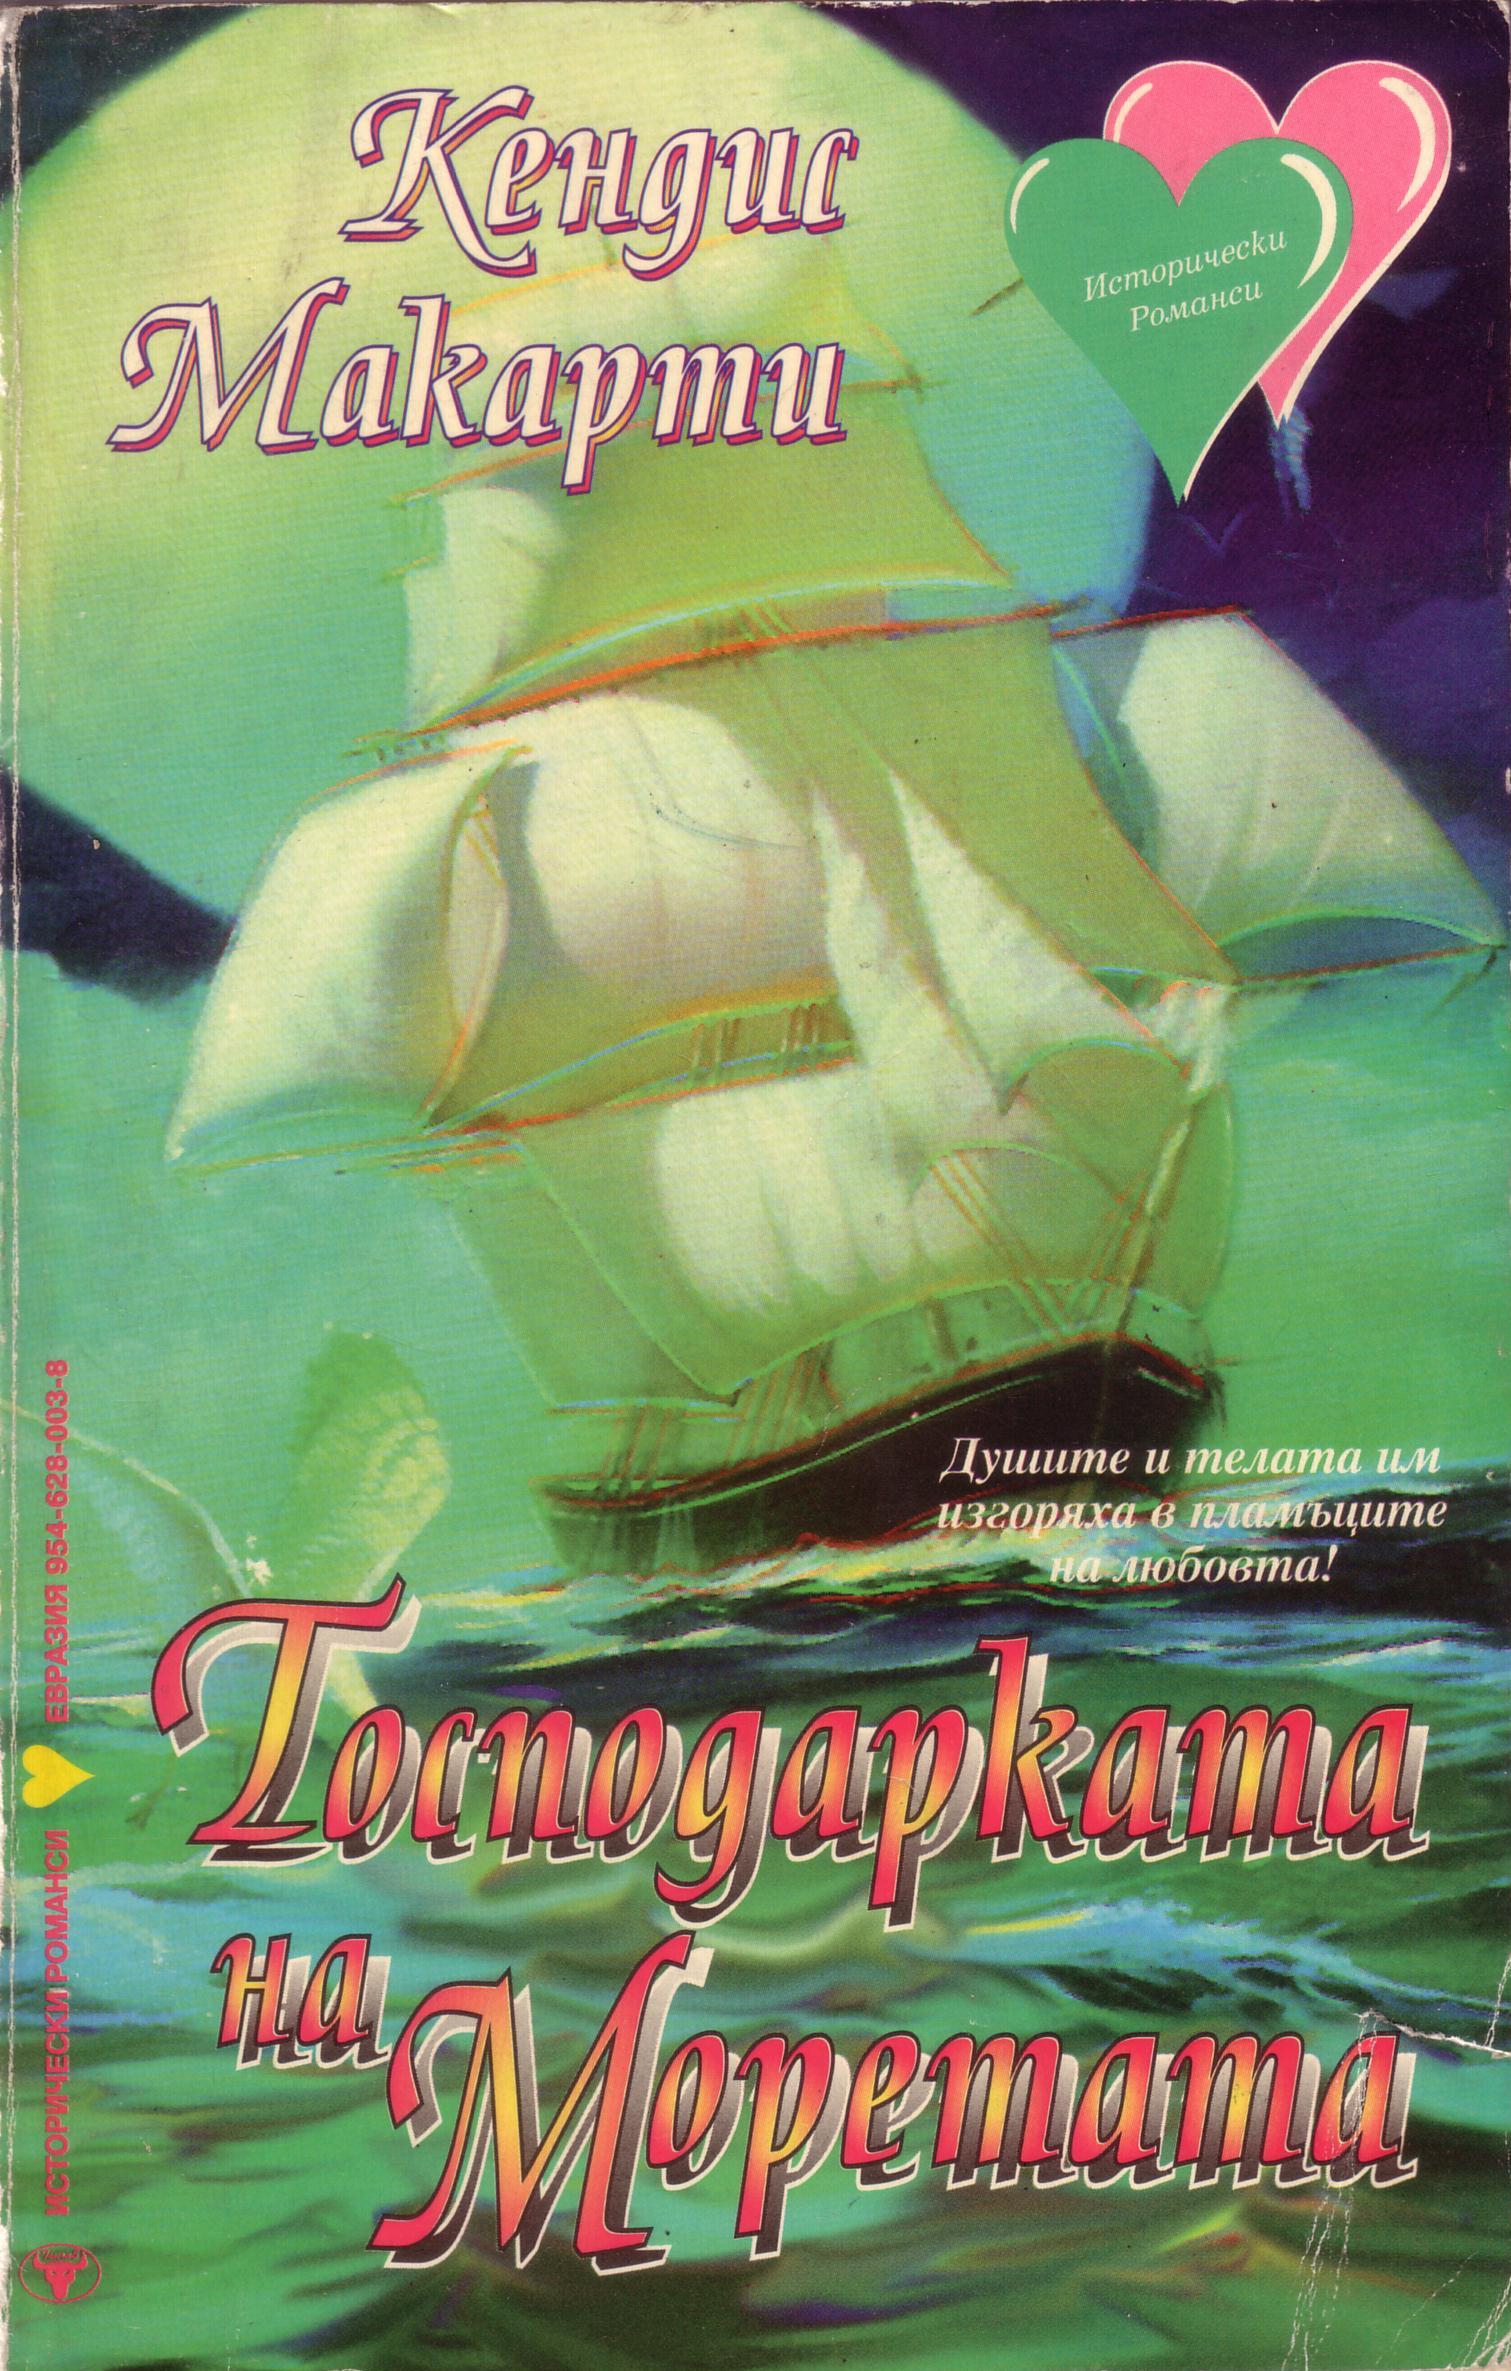 Кендис
Макарти
Исторически
Романси
Душите и телата им
изгоряха в пламъците
на любовта!
Господарката
на Моретата
ИСТОРИЧЕСКИ РОМАНСИ ЕВРАЗИЯ 954-628-003-8